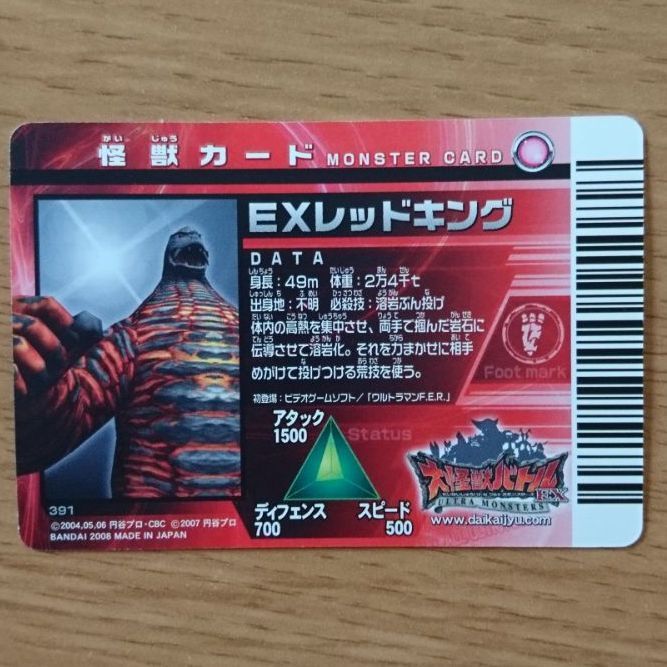 怪獣カード MONSTER CARD
EXレッドキング
DATA
身長：49m 体重：2万4千t
出身地：不明 必殺技：溶岩ぶん投げ
体内の高熱を集中させ、両手で掴んだ岩石に
伝導させて溶岩化。それを力まかせに相手
めがけて投げつける荒技を使う。
初登場：ビデオゲームソフト／「ウルトラマンF.E.R.」
Foot mark
アタック
1500
Status
ディフェンス
700
スピード
500
大怪獣バトル
EX
ULTRA MONSTERS
www.daikaijyu.com
391
©2004,05,06 円谷プロ・CBC ©2007 円谷プロ
BANDAI 2008 MADE IN JAPAN